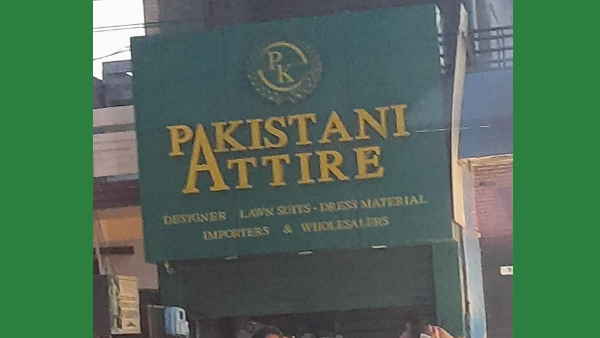 PK
PAKISTANI
ATTIRE
DESIGNER LAWN SUITS - DRESS MATERIAL
IMPORTERS & WHOLESALERS